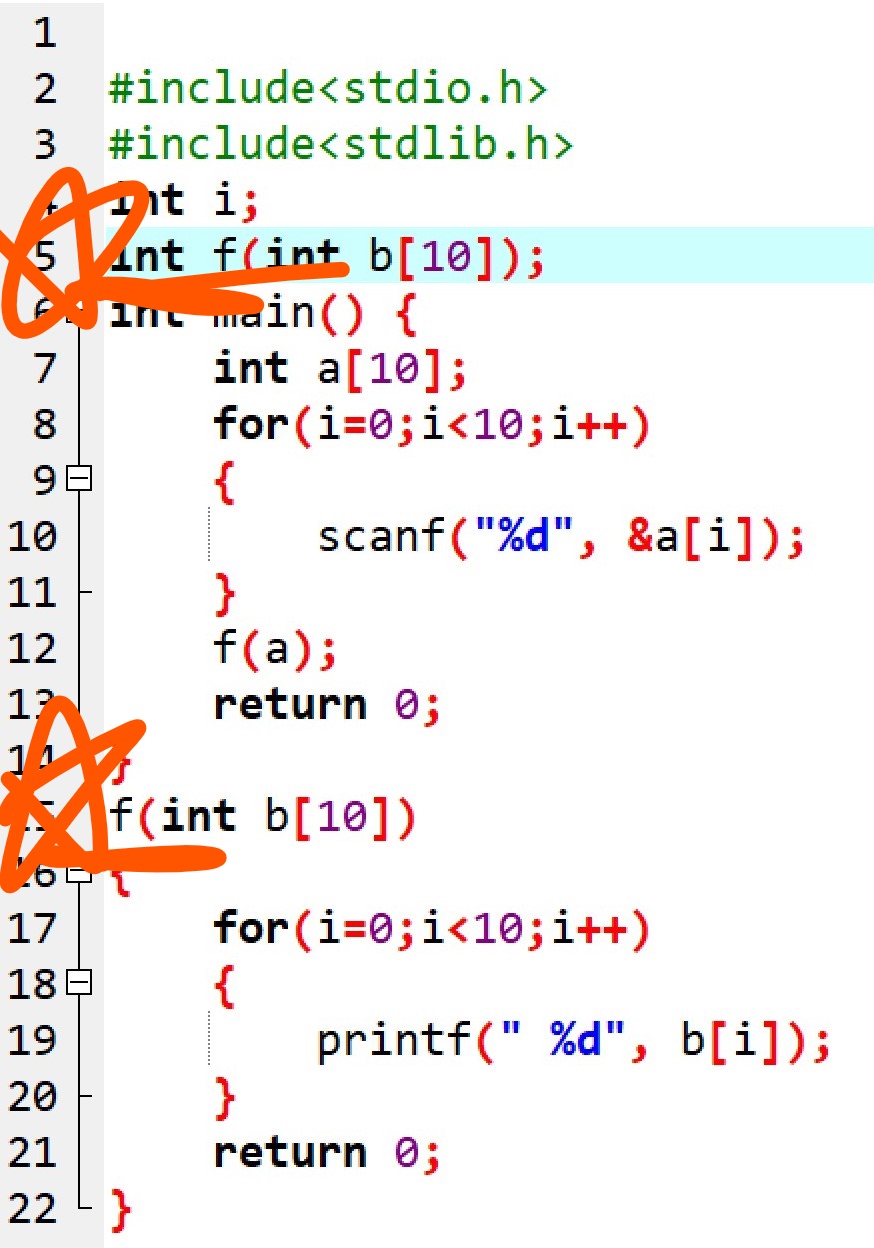 1
2 #include<stdio.h>
3 #include<stdlib.h>
4 int i;
5 int f(int b[10]);
6 int main() {
7 int a[10];
8 for(i=0;i<10;i++)
9 {
10 scanf("%d", &a[i]);
11 }
12 f(a);
13 return 0;
14 }
15 f(int b[10])
16 {
17 for(i=0;i<10;i++)
18 {
19 printf(" %d", b[i]);
20 }
21 return 0;
22 }